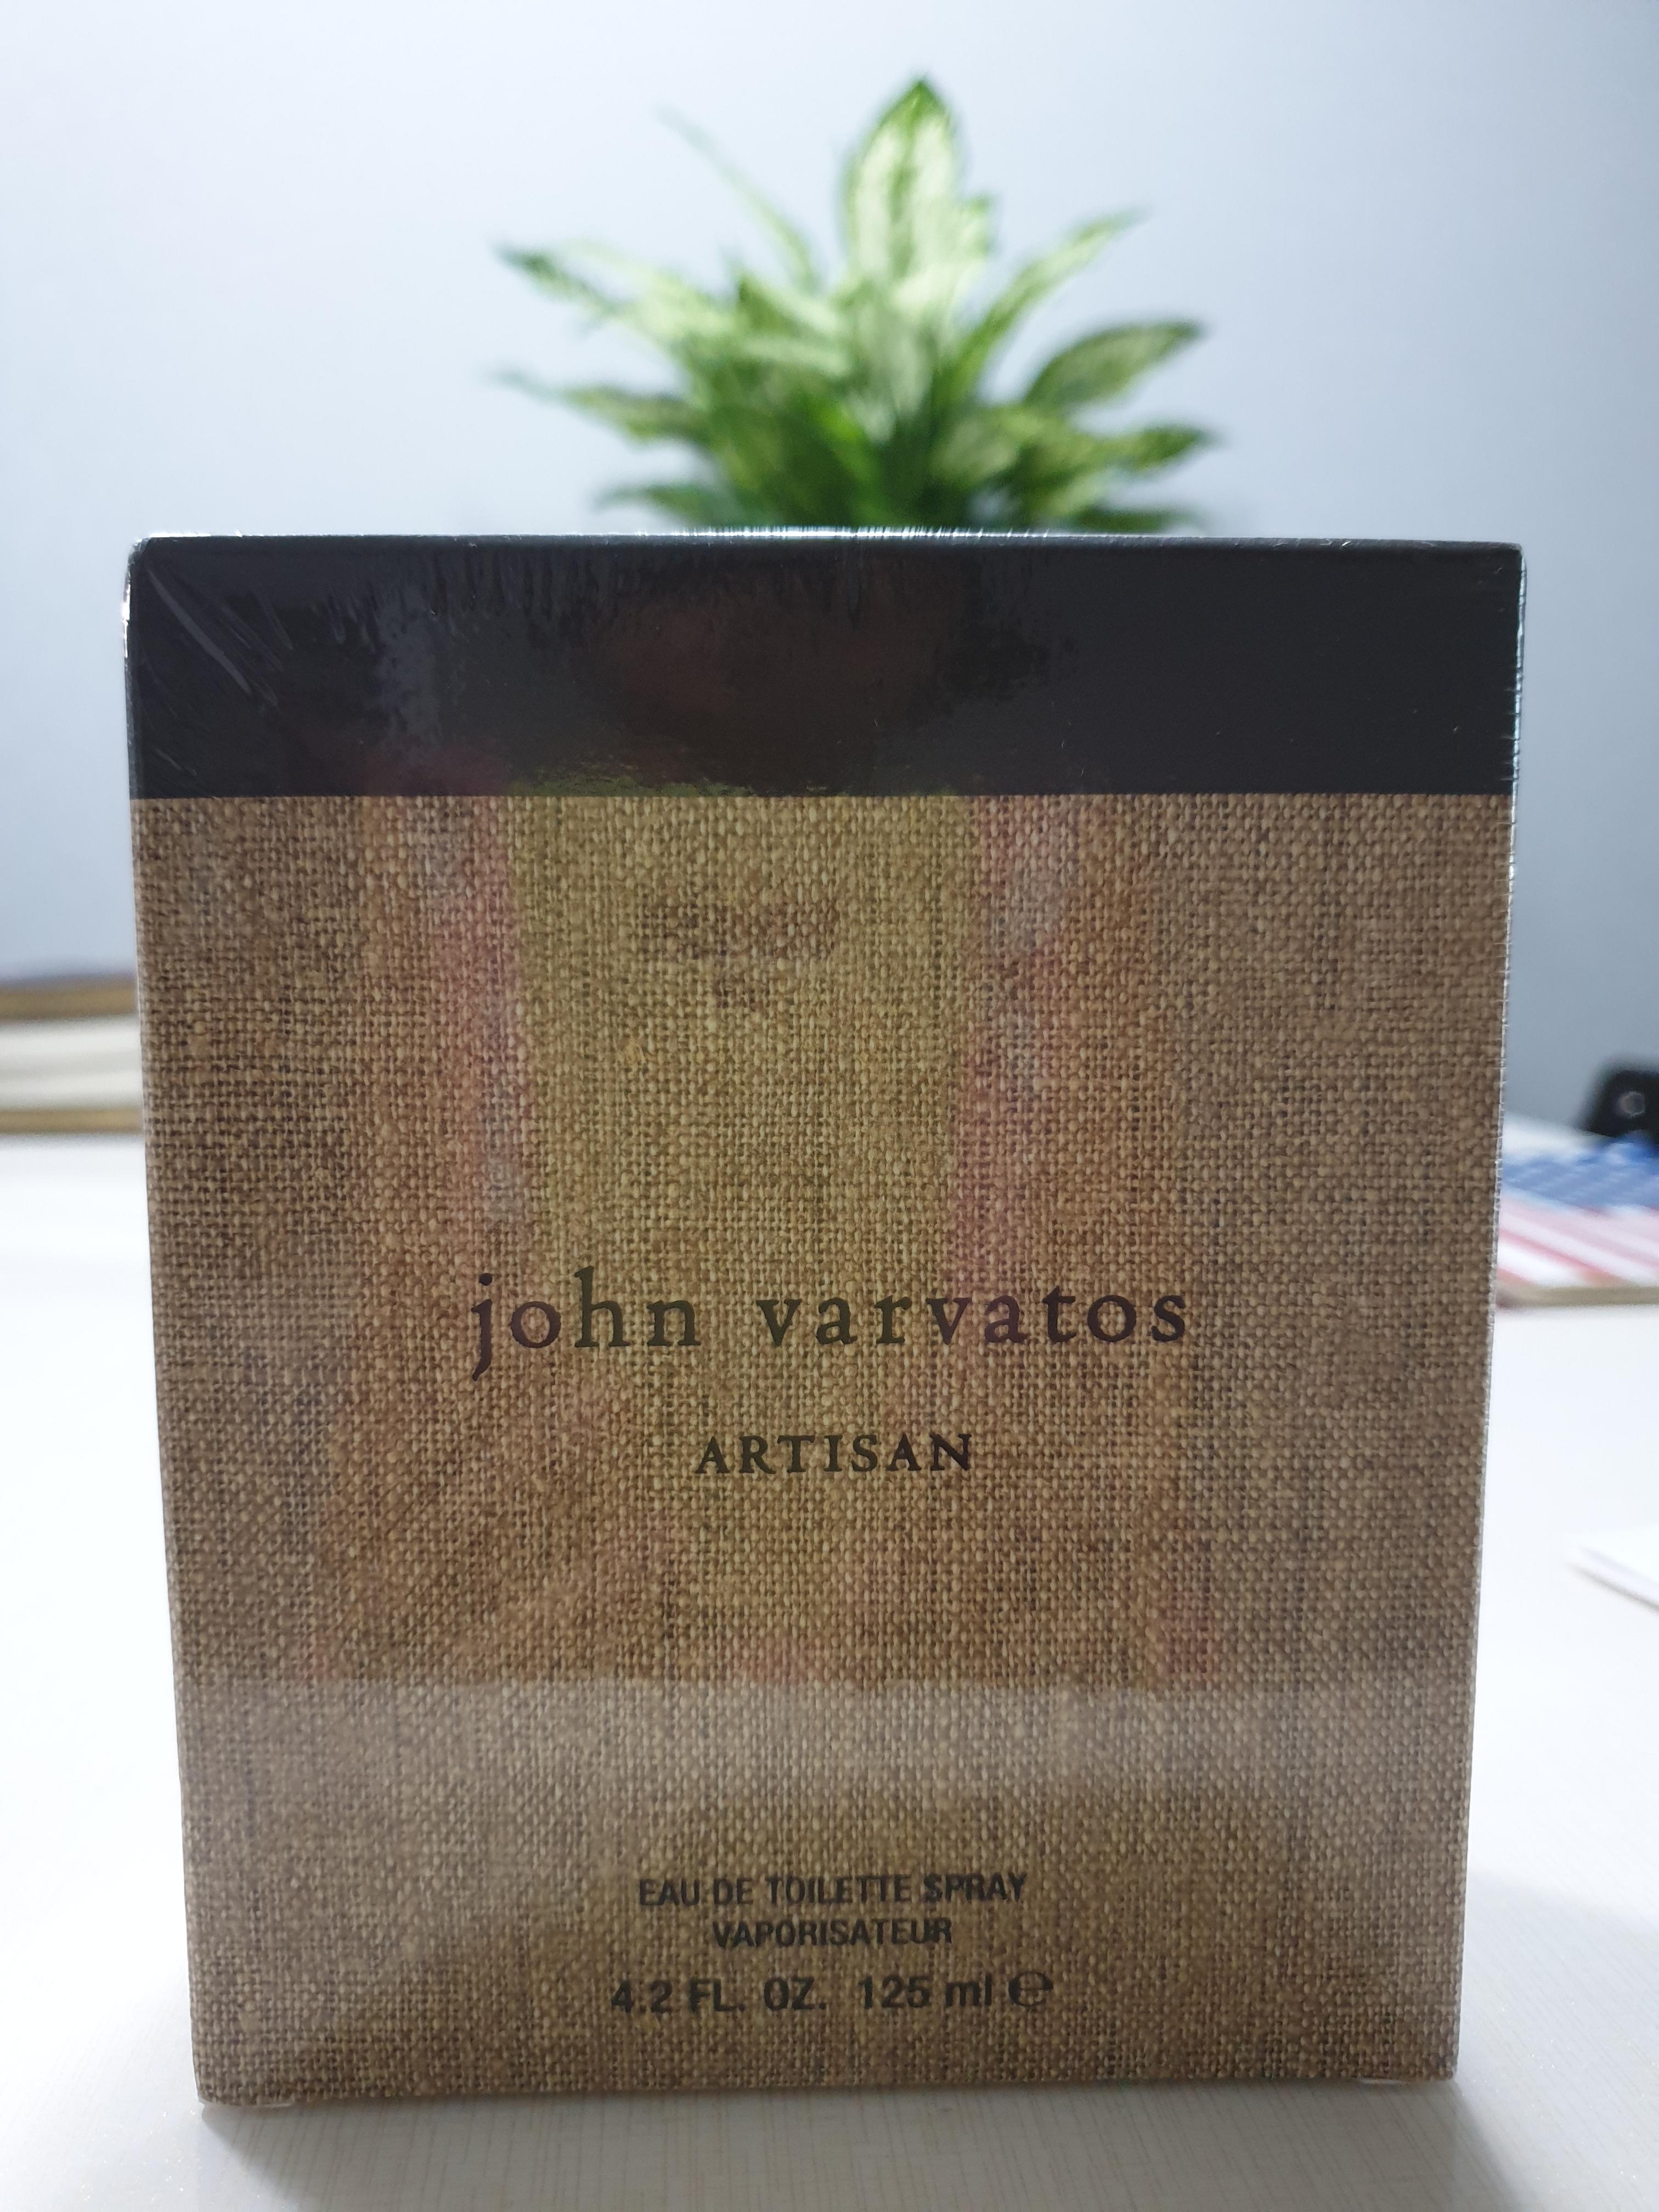 john varvatos
ARTISAN
EAU DE TOILETTE SPRAY
VAPORISATEUR
4.2 FL. OZ. 125 ml ℮